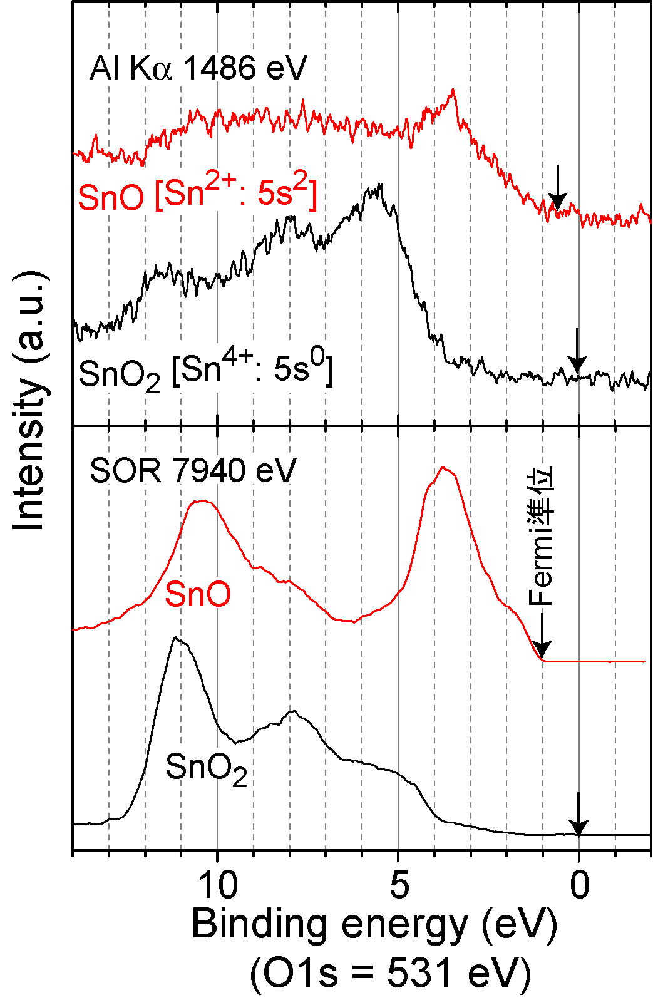 Al Kα 1486 eV
SnO [Sn²⁺: 5s²]
SnO₂ [Sn⁴⁺: 5s⁰]
SOR 7940 eV
Fermi準位
SnO
SnO₂
Intensity (a.u.)
10 5 0
Binding energy (eV)
(O1s = 531 eV)